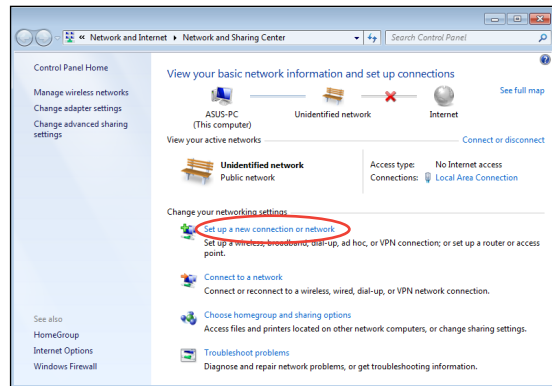 « Network and Internet ▸ Network and Sharing Center
Search Control Panel
Control Panel Home
Manage wireless networks
Change adapter settings
Change advanced sharing
settings
See also
HomeGroup
Internet Options
Windows Firewall
View your basic network information and set up connections
See full map
ASUS-PC
(This computer)
Unidentified network
Internet
View your active networks
Connect or disconnect
Unidentified network
Public network
Access type: No Internet access
Connections: Local Area Connection
Change your networking settings
Set up a new connection or network
Set up a wireless, broadband, dial-up, ad hoc, or VPN connection; or set up a router or access
point.
Connect to a network
Connect or reconnect to a wireless, wired, dial-up, or VPN network connection.
Choose homegroup and sharing options
Access files and printers located on other network computers, or change sharing settings.
Troubleshoot problems
Diagnose and repair network problems, or get troubleshooting information.